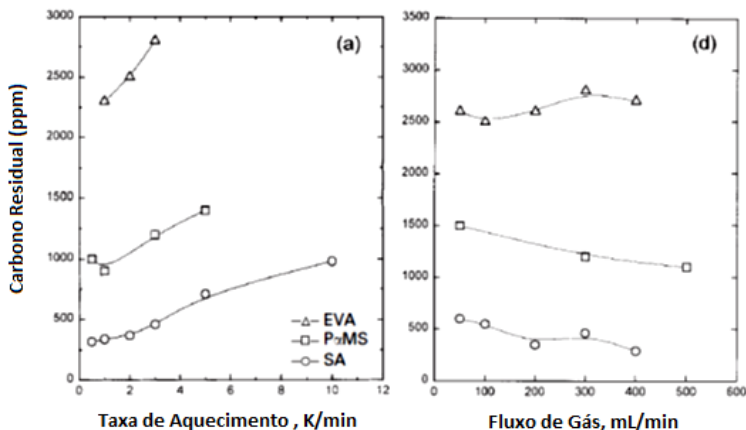 Carbono Residual (ppm)
3000
2500
2000
1500
1000
500
0
(a)
EVA
PαMS
SA
0 2 4 6 8 10 12
Taxa de Aquecimento , K/min
3500
3000
2500
2000
1500
1000
500
0
(d)
0 100 200 300 400 500 600
Fluxo de Gás, mL/min